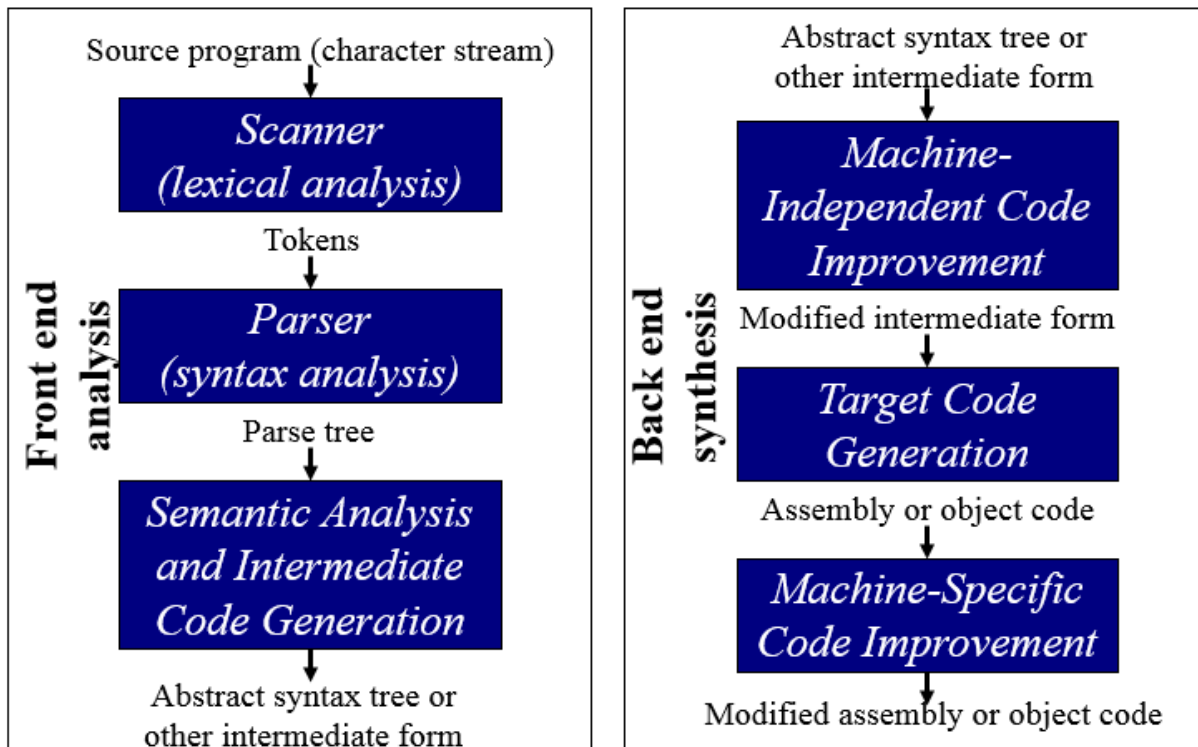 Source program (character stream)
Scanner
(lexical analysis)
Tokens
Parser
(syntax analysis)
Parse tree
Semantic Analysis
and Intermediate
Code Generation
Abstract syntax tree or
other intermediate form
Front end
analysis
Abstract syntax tree or
other intermediate form
Machine-
Independent Code
Improvement
Modified intermediate form
Target Code
Generation
Assembly or object code
Machine-Specific
Code Improvement
Modified assembly or object code
Back end
synthesis